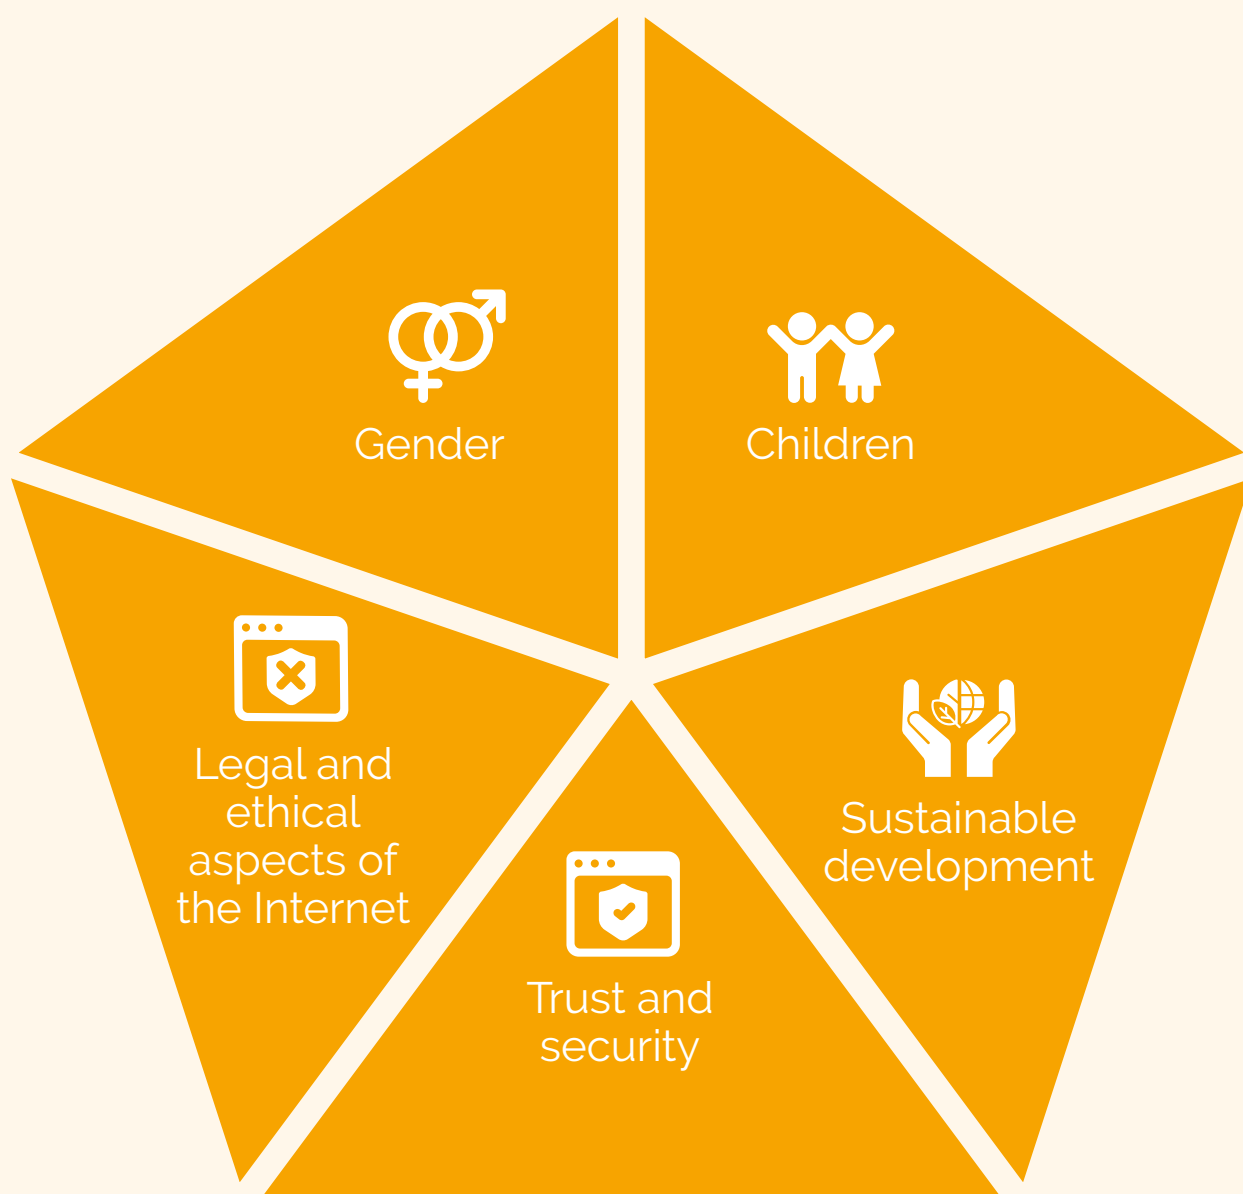 Gender
Children
Legal and
ethical
aspects of
the Internet
Sustainable
development
Trust and
security